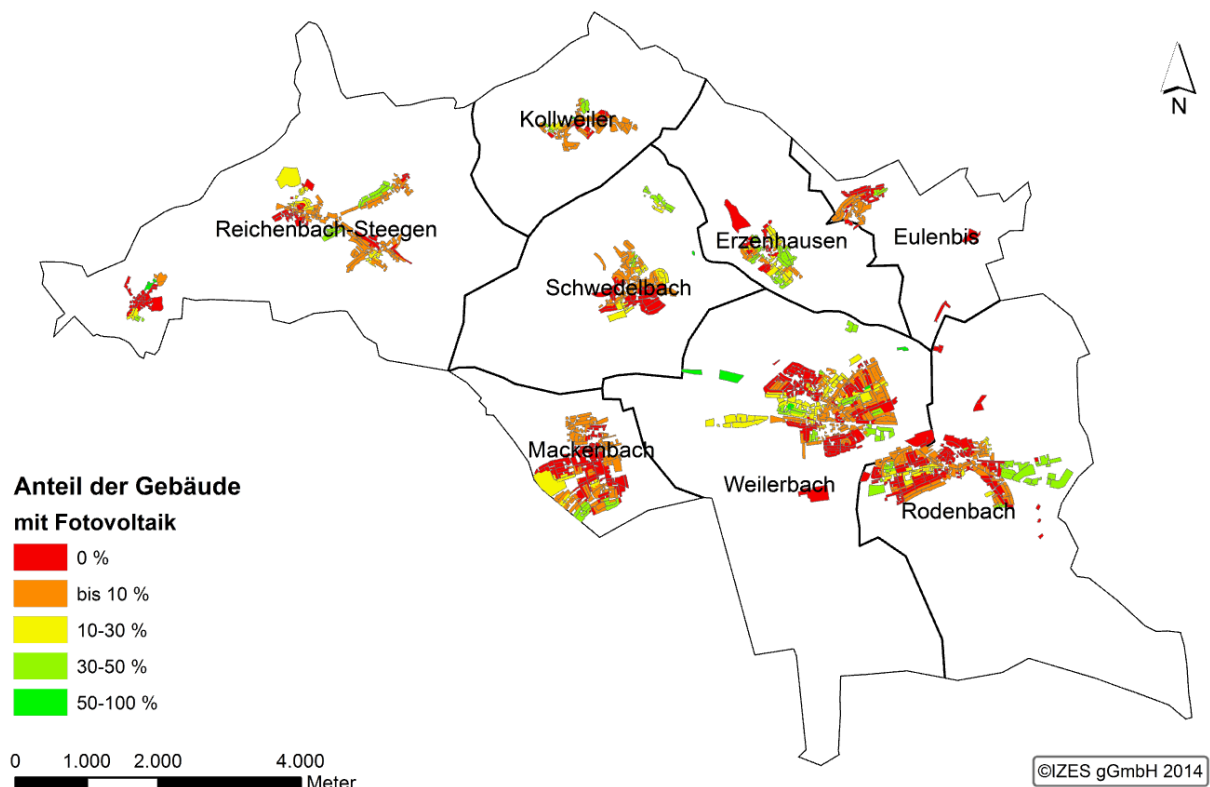 N
Kollweiler
Reichenbach-Steegen
Erzenhausen
Eulenbis
Schwedelbach
Mackenbach
Weilerbach
Rodenbach
Anteil der Gebäude
mit Fotovoltaik
0 %
bis 10 %
10-30 %
30-50 %
50-100 %
0 1.000 2.000 4.000
Meter
©IZES gGmbH 2014